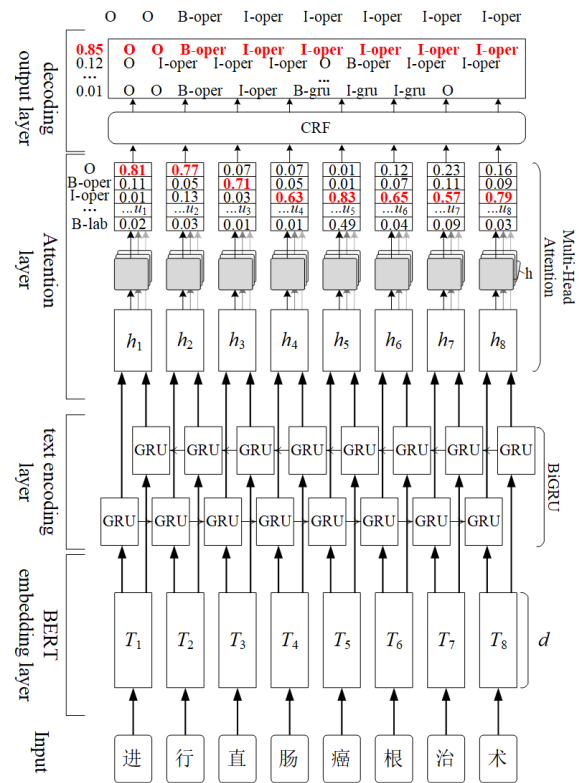 O O B-oper I-oper I-oper I-oper I-oper I-oper
0.85 O O B-oper I-oper I-oper I-oper I-oper I-oper
0.12 O I-oper I-oper I-oper O B-oper I-oper I-oper
... ...
0.01 O O B-oper I-oper B-gru I-gru I-gru O
decoding output layer
CRF
O 0.81 0.77 0.07 0.07 0.01 0.12 0.23 0.16
B-oper 0.11 0.05 0.71 0.05 0.01 0.07 0.11 0.09
I-oper 0.01 0.13 0.03 0.63 0.83 0.65 0.57 0.79
... ...u1 ...u2 ...u3 ...u4 ...u5 ...u6 ...u7 ...u8
B-lab 0.02 0.03 0.01 0.01 0.49 0.04 0.09 0.03
Attention layer
Multi-Head Attention
h
h1 h2 h3 h4 h5 h6 h7 h8
text encoding layer
GRU GRU GRU GRU GRU GRU GRU GRU
GRU GRU GRU GRU GRU GRU GRU GRU
BiGRU
BERT embedding layer
T1 T2 T3 T4 T5 T6 T7 T8
d
Input
进 行 直 肠 癌 根 治 术